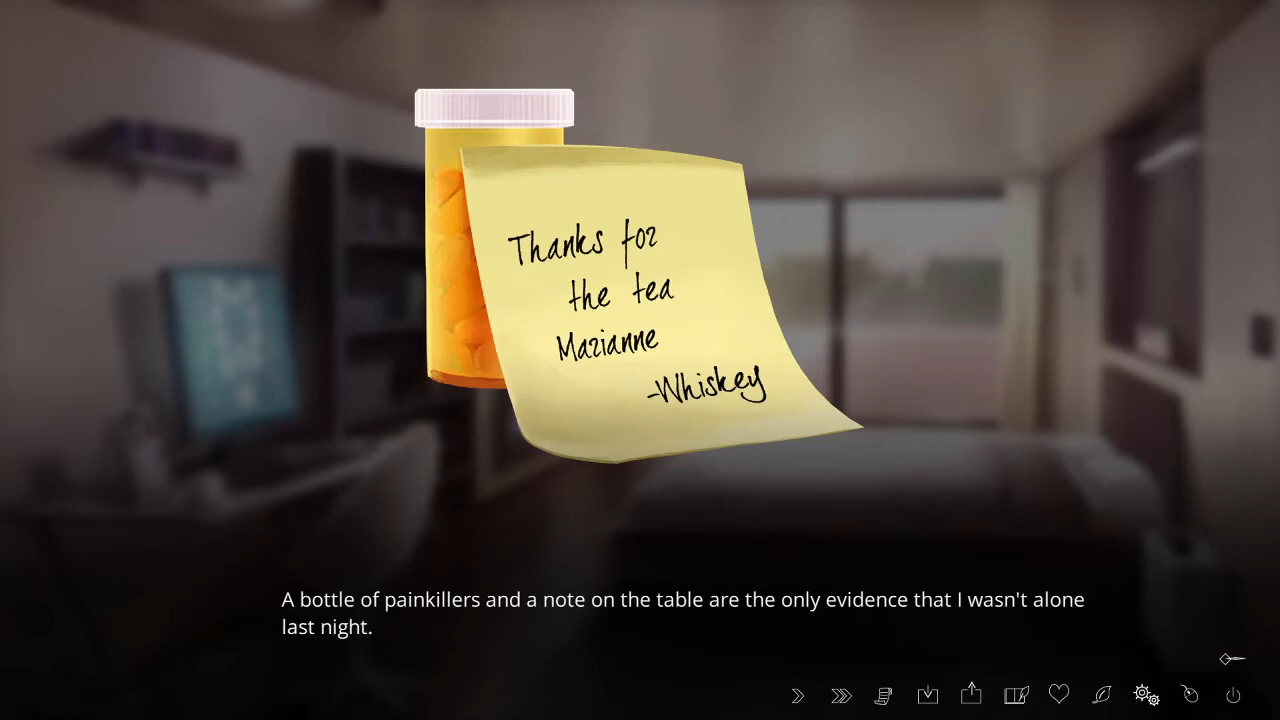 Thanks for
the tea
Marianne
-Whiskey
A bottle of painkillers and a note on the table are the only evidence that I wasn't alone
last night.